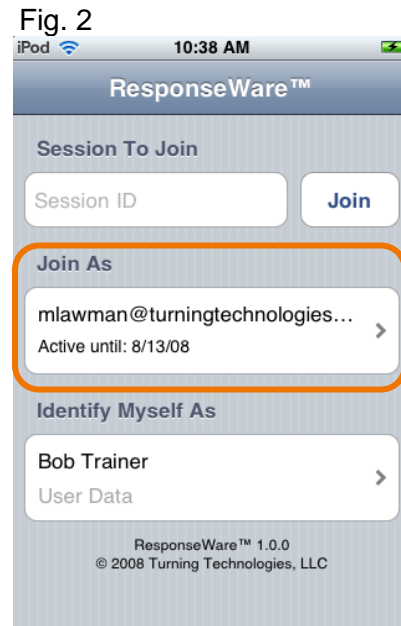 Fig. 2
iPod 10:38 AM
ResponseWare™
Session To Join
Session ID Join
Join As
mlawman@turningtechnologies...
Active until: 8/13/08
Identify Myself As
Bob Trainer
User Data
ResponseWare™ 1.0.0
© 2008 Turning Technologies, LLC